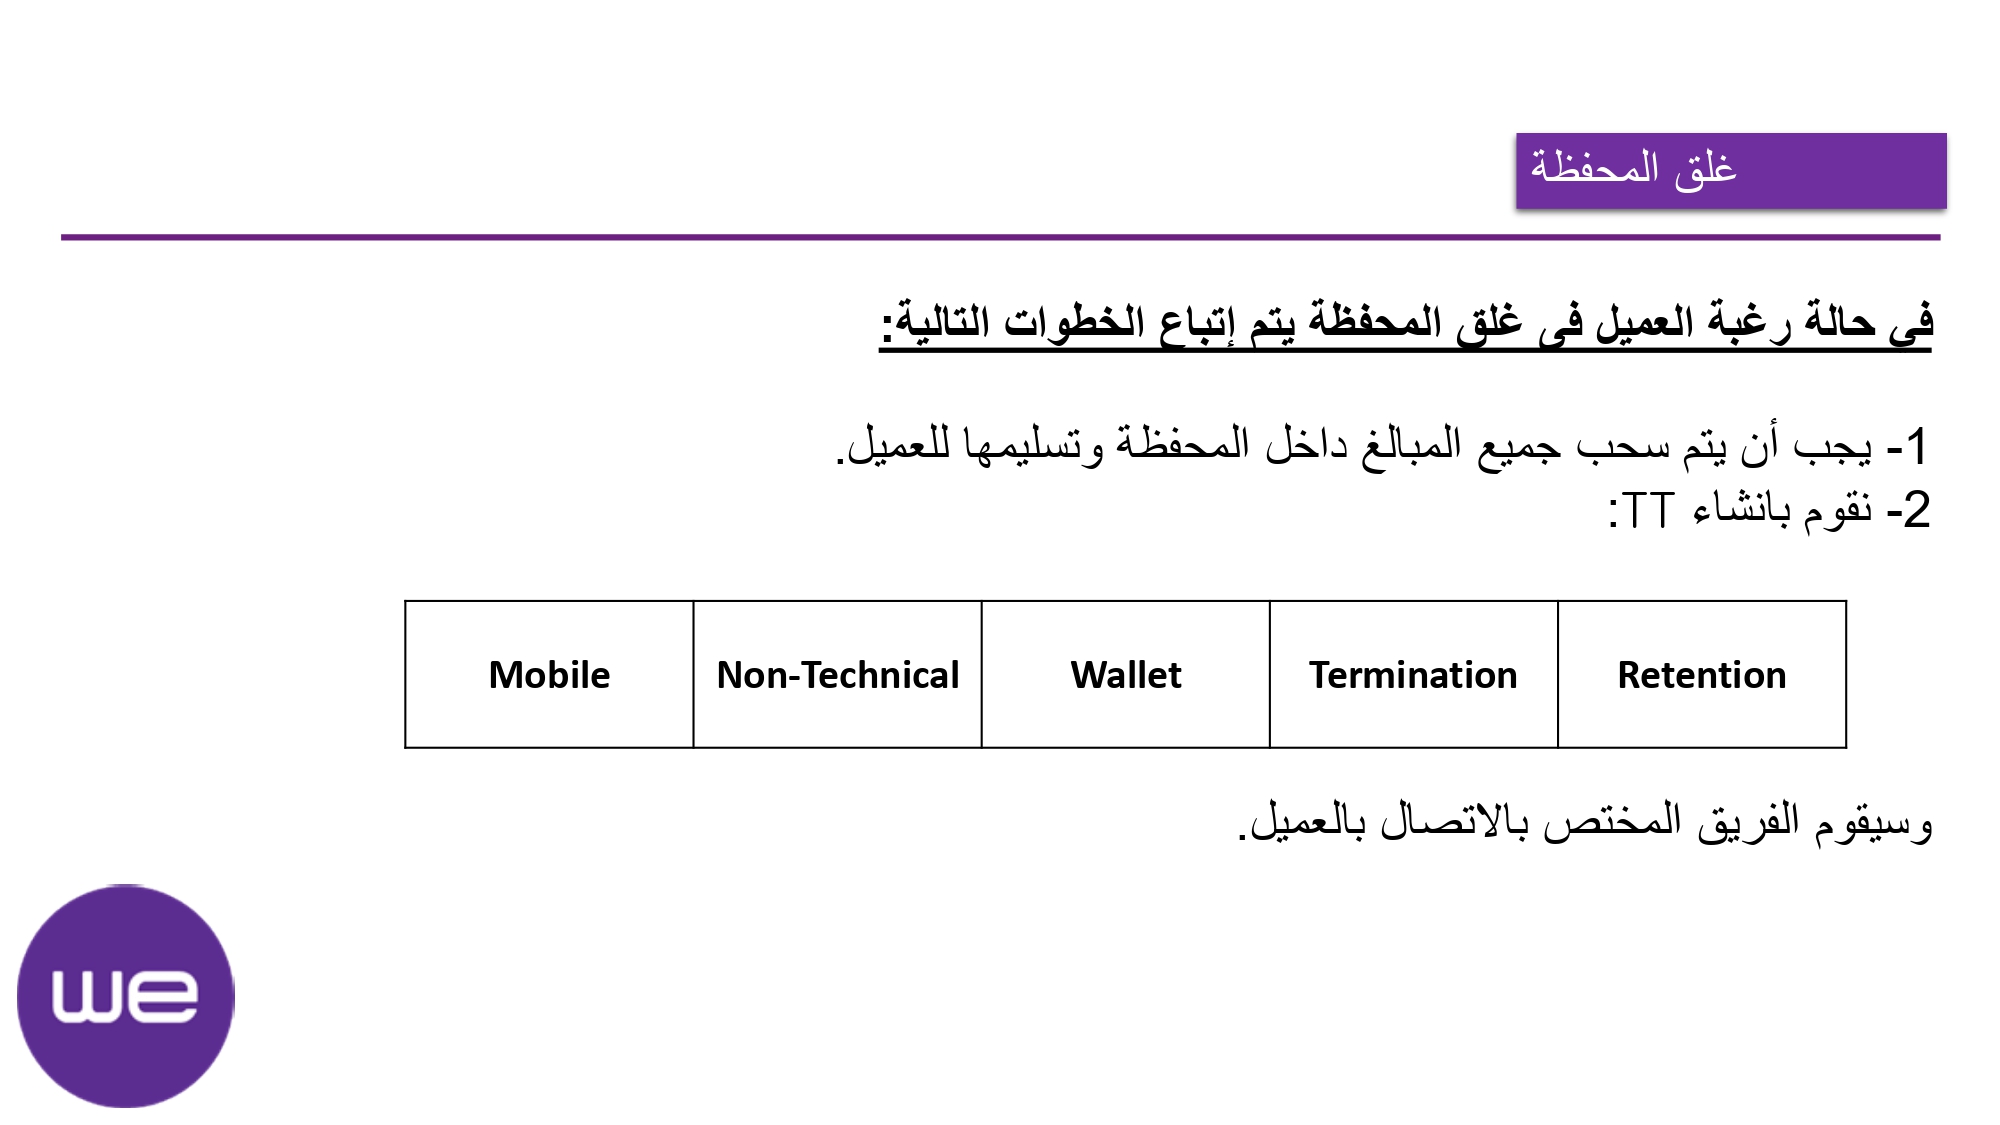 غلق المحفظة
في حالة رغبة العميل في غلق المحفظة يتم إتباع الخطوات التالية:
1- يجب أن يتم سحب جميع المبالغ داخل المحفظة وتسليمها للعميل.
2- نقوم بانشاء TT:
Mobile Non-Technical Wallet Termination Retention
وسيقوم الفريق المختص بالاتصال بالعميل.
we